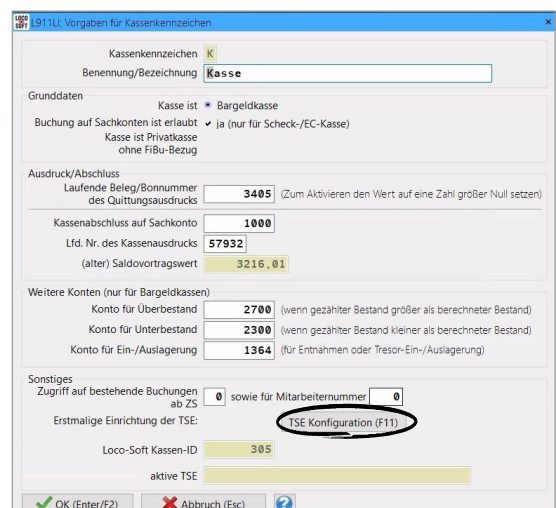 LOCO
SOFT
L911LI: Vorgaben für Kassenkennzeichen
×
Kassenkennzeichen K
Benennung/Bezeichnung Kasse
Grunddaten
Kasse ist Bargeldkasse
Buchung auf Sachkonten ist erlaubt ja (nur für Scheck-/EC-Kasse)
Kasse ist Privatkasse
ohne FiBu-Bezug
Ausdruck/Abschluss
Laufende Beleg/Bonnummer
des Quittungsausdrucks 3405 (Zum Aktivieren den Wert auf eine Zahl größer Null setzen)
Kassenabschluss auf Sachkonto 1000
Lfd. Nr. des Kassenausdrucks 57932
(alter) Saldovortragswert 3216,01
Weitere Konten (nur für Bargeldkassen)
Konto für Überbestand 2700 (wenn gezählter Bestand größer als berechneter Bestand)
Konto für Unterbestand 2300 (wenn gezählter Bestand kleiner als berechneter Bestand)
Konto für Ein-/Auslagerung 1364 (für Entnahmen oder Tresor-Ein-/Auslagerung)
Sonstiges
Zugriff auf bestehende Buchungen
ab ZS 0 sowie für Mitarbeiternummer 0
Erstmalige Einrichtung der TSE: TSE Konfiguration (F11)
Loco-Soft Kassen-ID 305
aktive TSE
OK (Enter/F2) Abbruch (Esc) ?